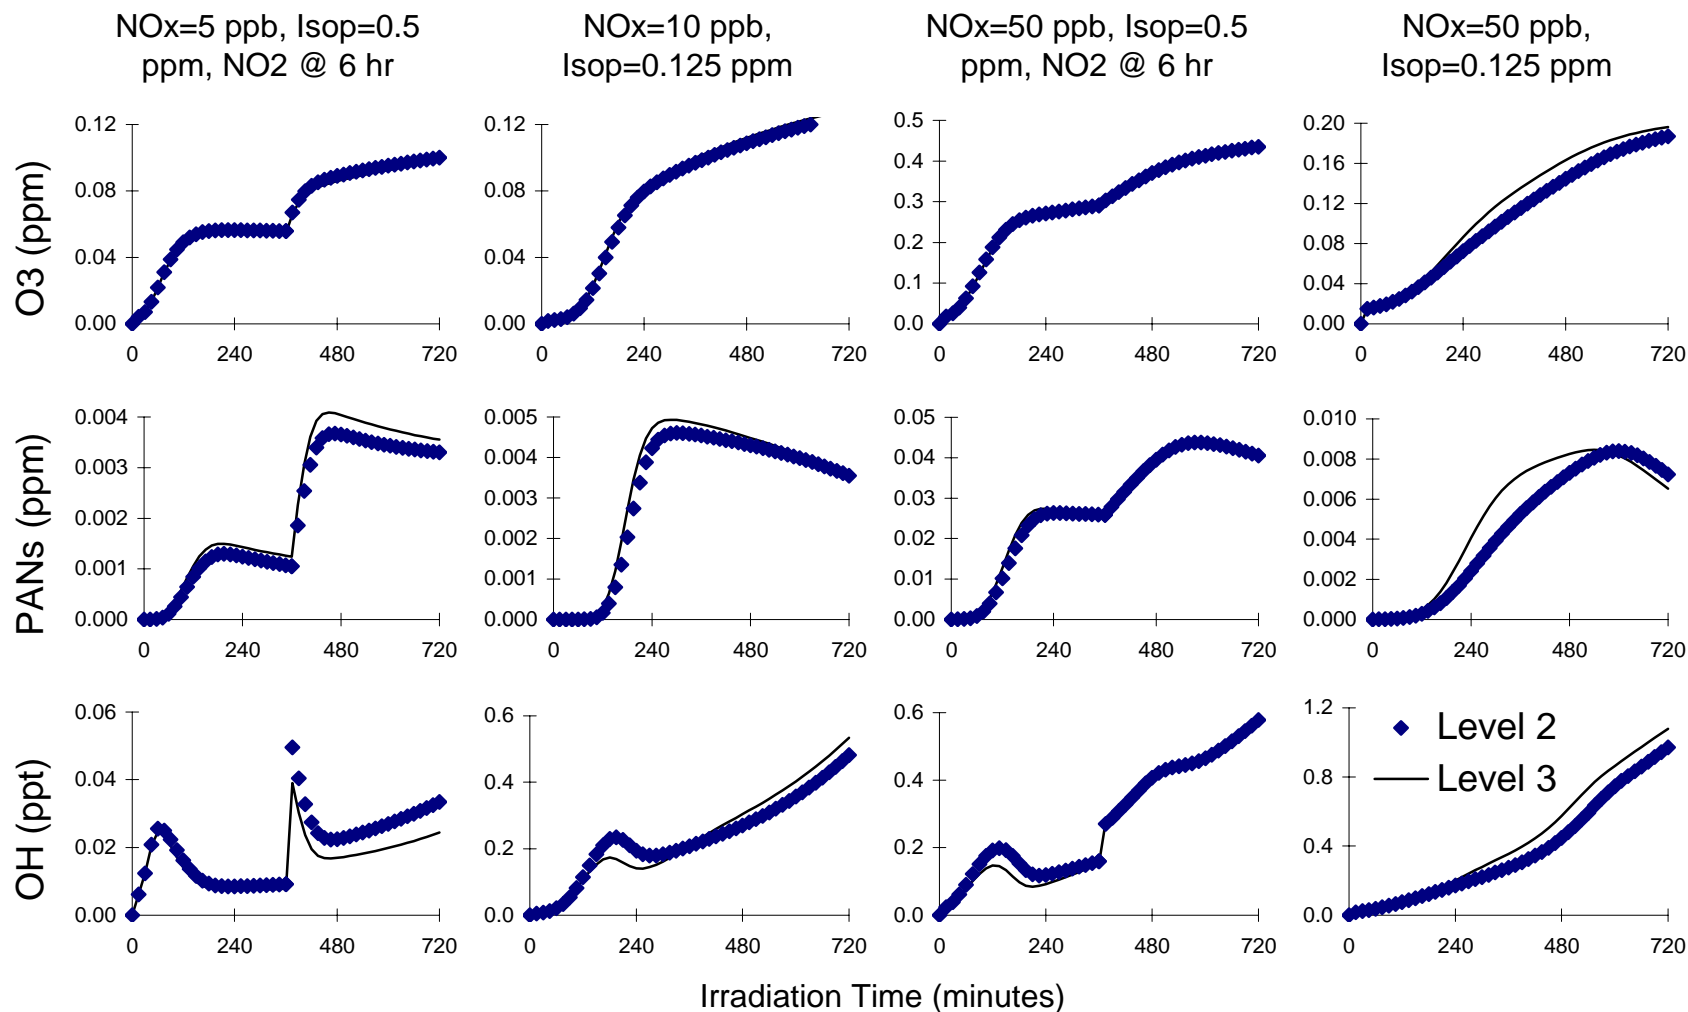 NOx=5 ppb, Isop=0.5
ppm, NO2 @ 6 hr
NOx=10 ppb,
Isop=0.125 ppm
NOx=50 ppb, Isop=0.5
ppm, NO2 @ 6 hr
NOx=50 ppb,
Isop=0.125 ppm
O3 (ppm)
0.12
0.08
0.04
0.00
0 240 480 720
0.12
0.08
0.04
0.00
0 240 480 720
0.5
0.4
0.3
0.2
0.1
0.0
0 240 480 720
0.20
0.16
0.12
0.08
0.04
0.00
0 240 480 720
PANs (ppm)
0.004
0.003
0.002
0.001
0.000
0 240 480 720
0.005
0.004
0.003
0.002
0.001
0.000
0 240 480 720
0.05
0.04
0.03
0.02
0.01
0.00
0 240 480 720
0.010
0.008
0.006
0.004
0.002
0.000
0 240 480 720
OH (ppt)
0.06
0.04
0.02
0.00
0 240 480 720
0.6
0.4
0.2
0.0
0 240 480 720
0.6
0.4
0.2
0.0
0 240 480 720
1.2
0.8
0.4
0.0
0 240 480 720
Level 2
Level 3
Irradiation Time (minutes)